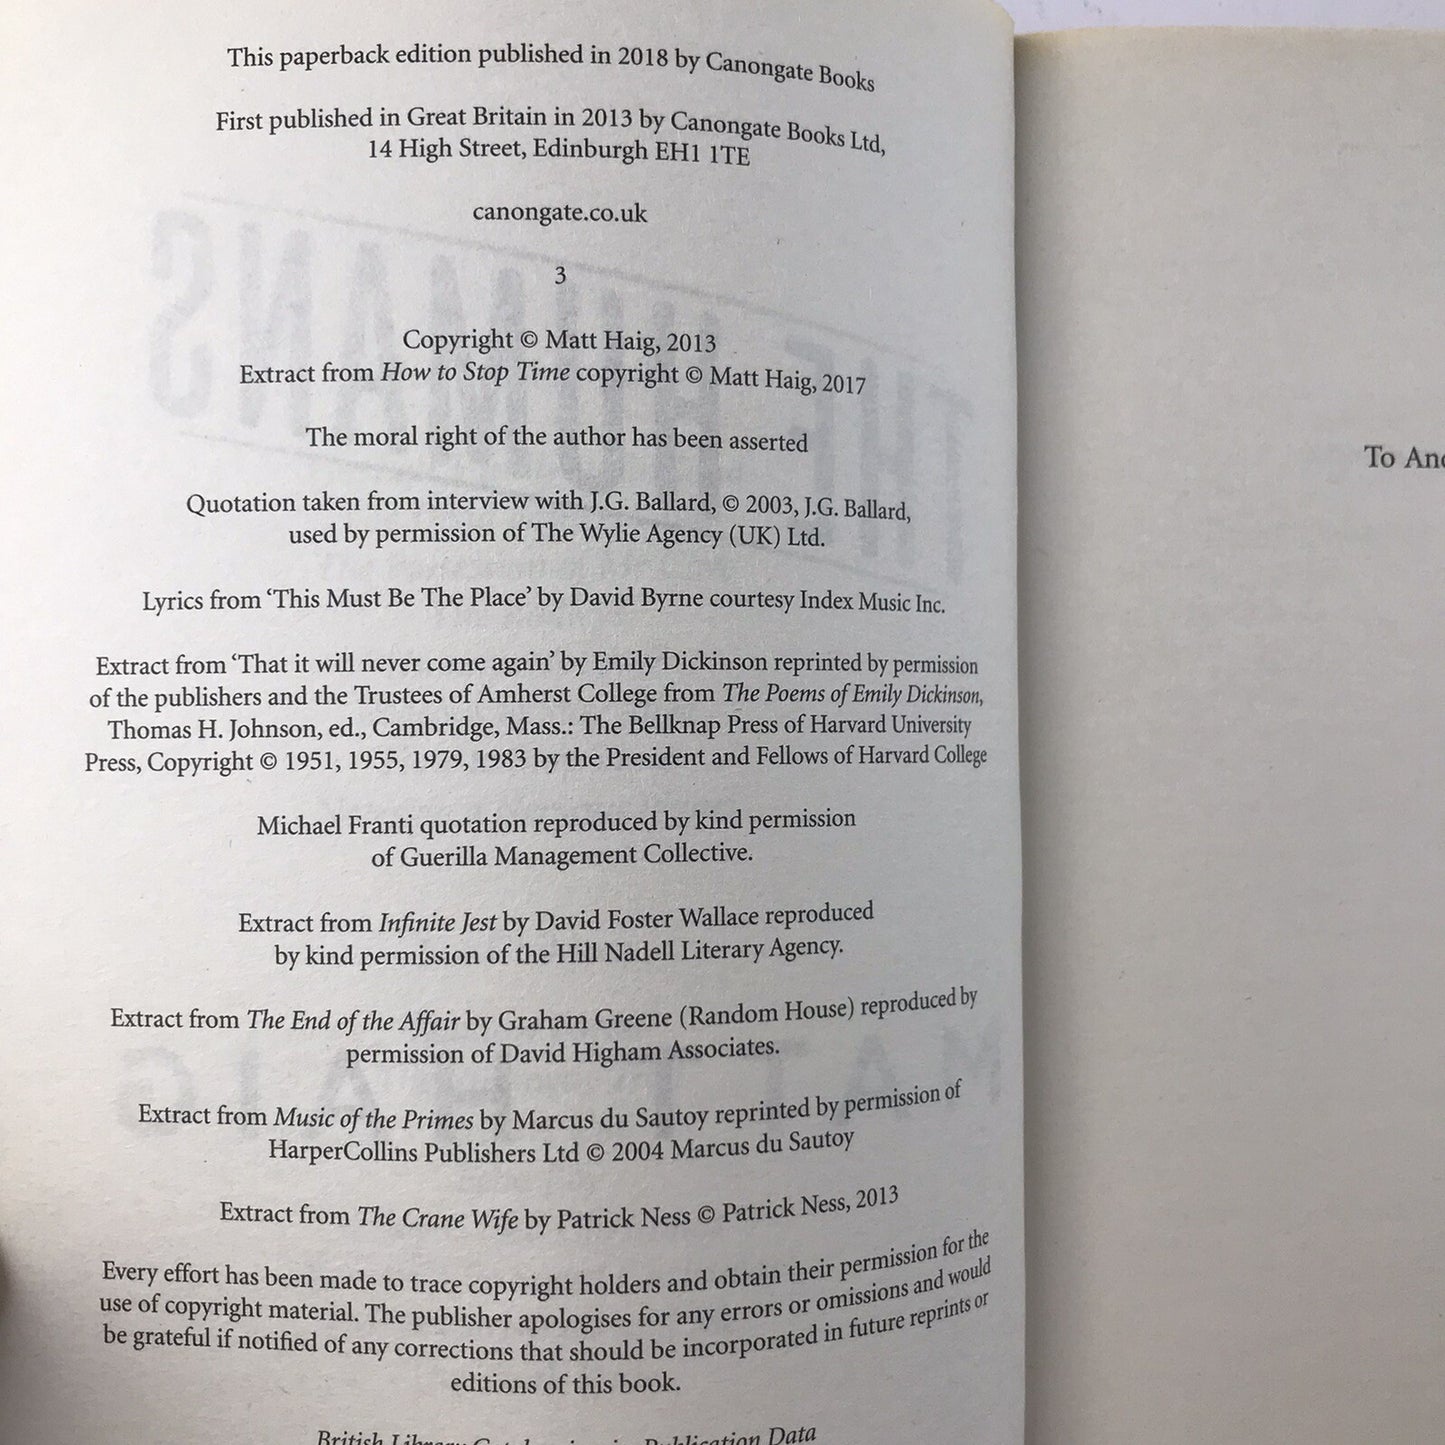 This paperback edition published in 2018 by Canongate Books
First published in Great Britain in 2013 by Canongate Books Ltd,
14 High Street, Edinburgh EH1 1TE
canongate.co.uk
3
Copyright © Matt Haig, 2013
Extract from How to Stop Time copyright © Matt Haig, 2017
The moral right of the author has been asserted
Quotation taken from interview with J.G. Ballard, © 2003, J.G. Ballard,
used by permission of The Wylie Agency (UK) Ltd.
Lyrics from ‘This Must Be The Place’ by David Byrne courtesy Index Music Inc.
Extract from ‘That it will never come again’ by Emily Dickinson reprinted by permission
of the publishers and the Trustees of Amherst College from The Poems of Emily Dickinson,
Thomas H. Johnson, ed., Cambridge, Mass.: The Bellknap Press of Harvard University
Press, Copyright © 1951, 1955, 1979, 1983 by the President and Fellows of Harvard College
Michael Franti quotation reproduced by kind permission
of Guerilla Management Collective.
Extract from Infinite Jest by David Foster Wallace reproduced
by kind permission of the Hill Nadell Literary Agency.
Extract from The End of the Affair by Graham Greene (Random House) reproduced by
permission of David Higham Associates.
Extract from Music of the Primes by Marcus du Sautoy reprinted by permission of
HarperCollins Publishers Ltd © 2004 Marcus du Sautoy
Extract from The Crane Wife by Patrick Ness © Patrick Ness, 2013
Every effort has been made to trace copyright holders and obtain their permission for the
use of copyright material. The publisher apologises for any errors or omissions and would
be grateful if notified of any corrections that should be incorporated in future reprints or
editions of this book.
British Library Publication Data
To